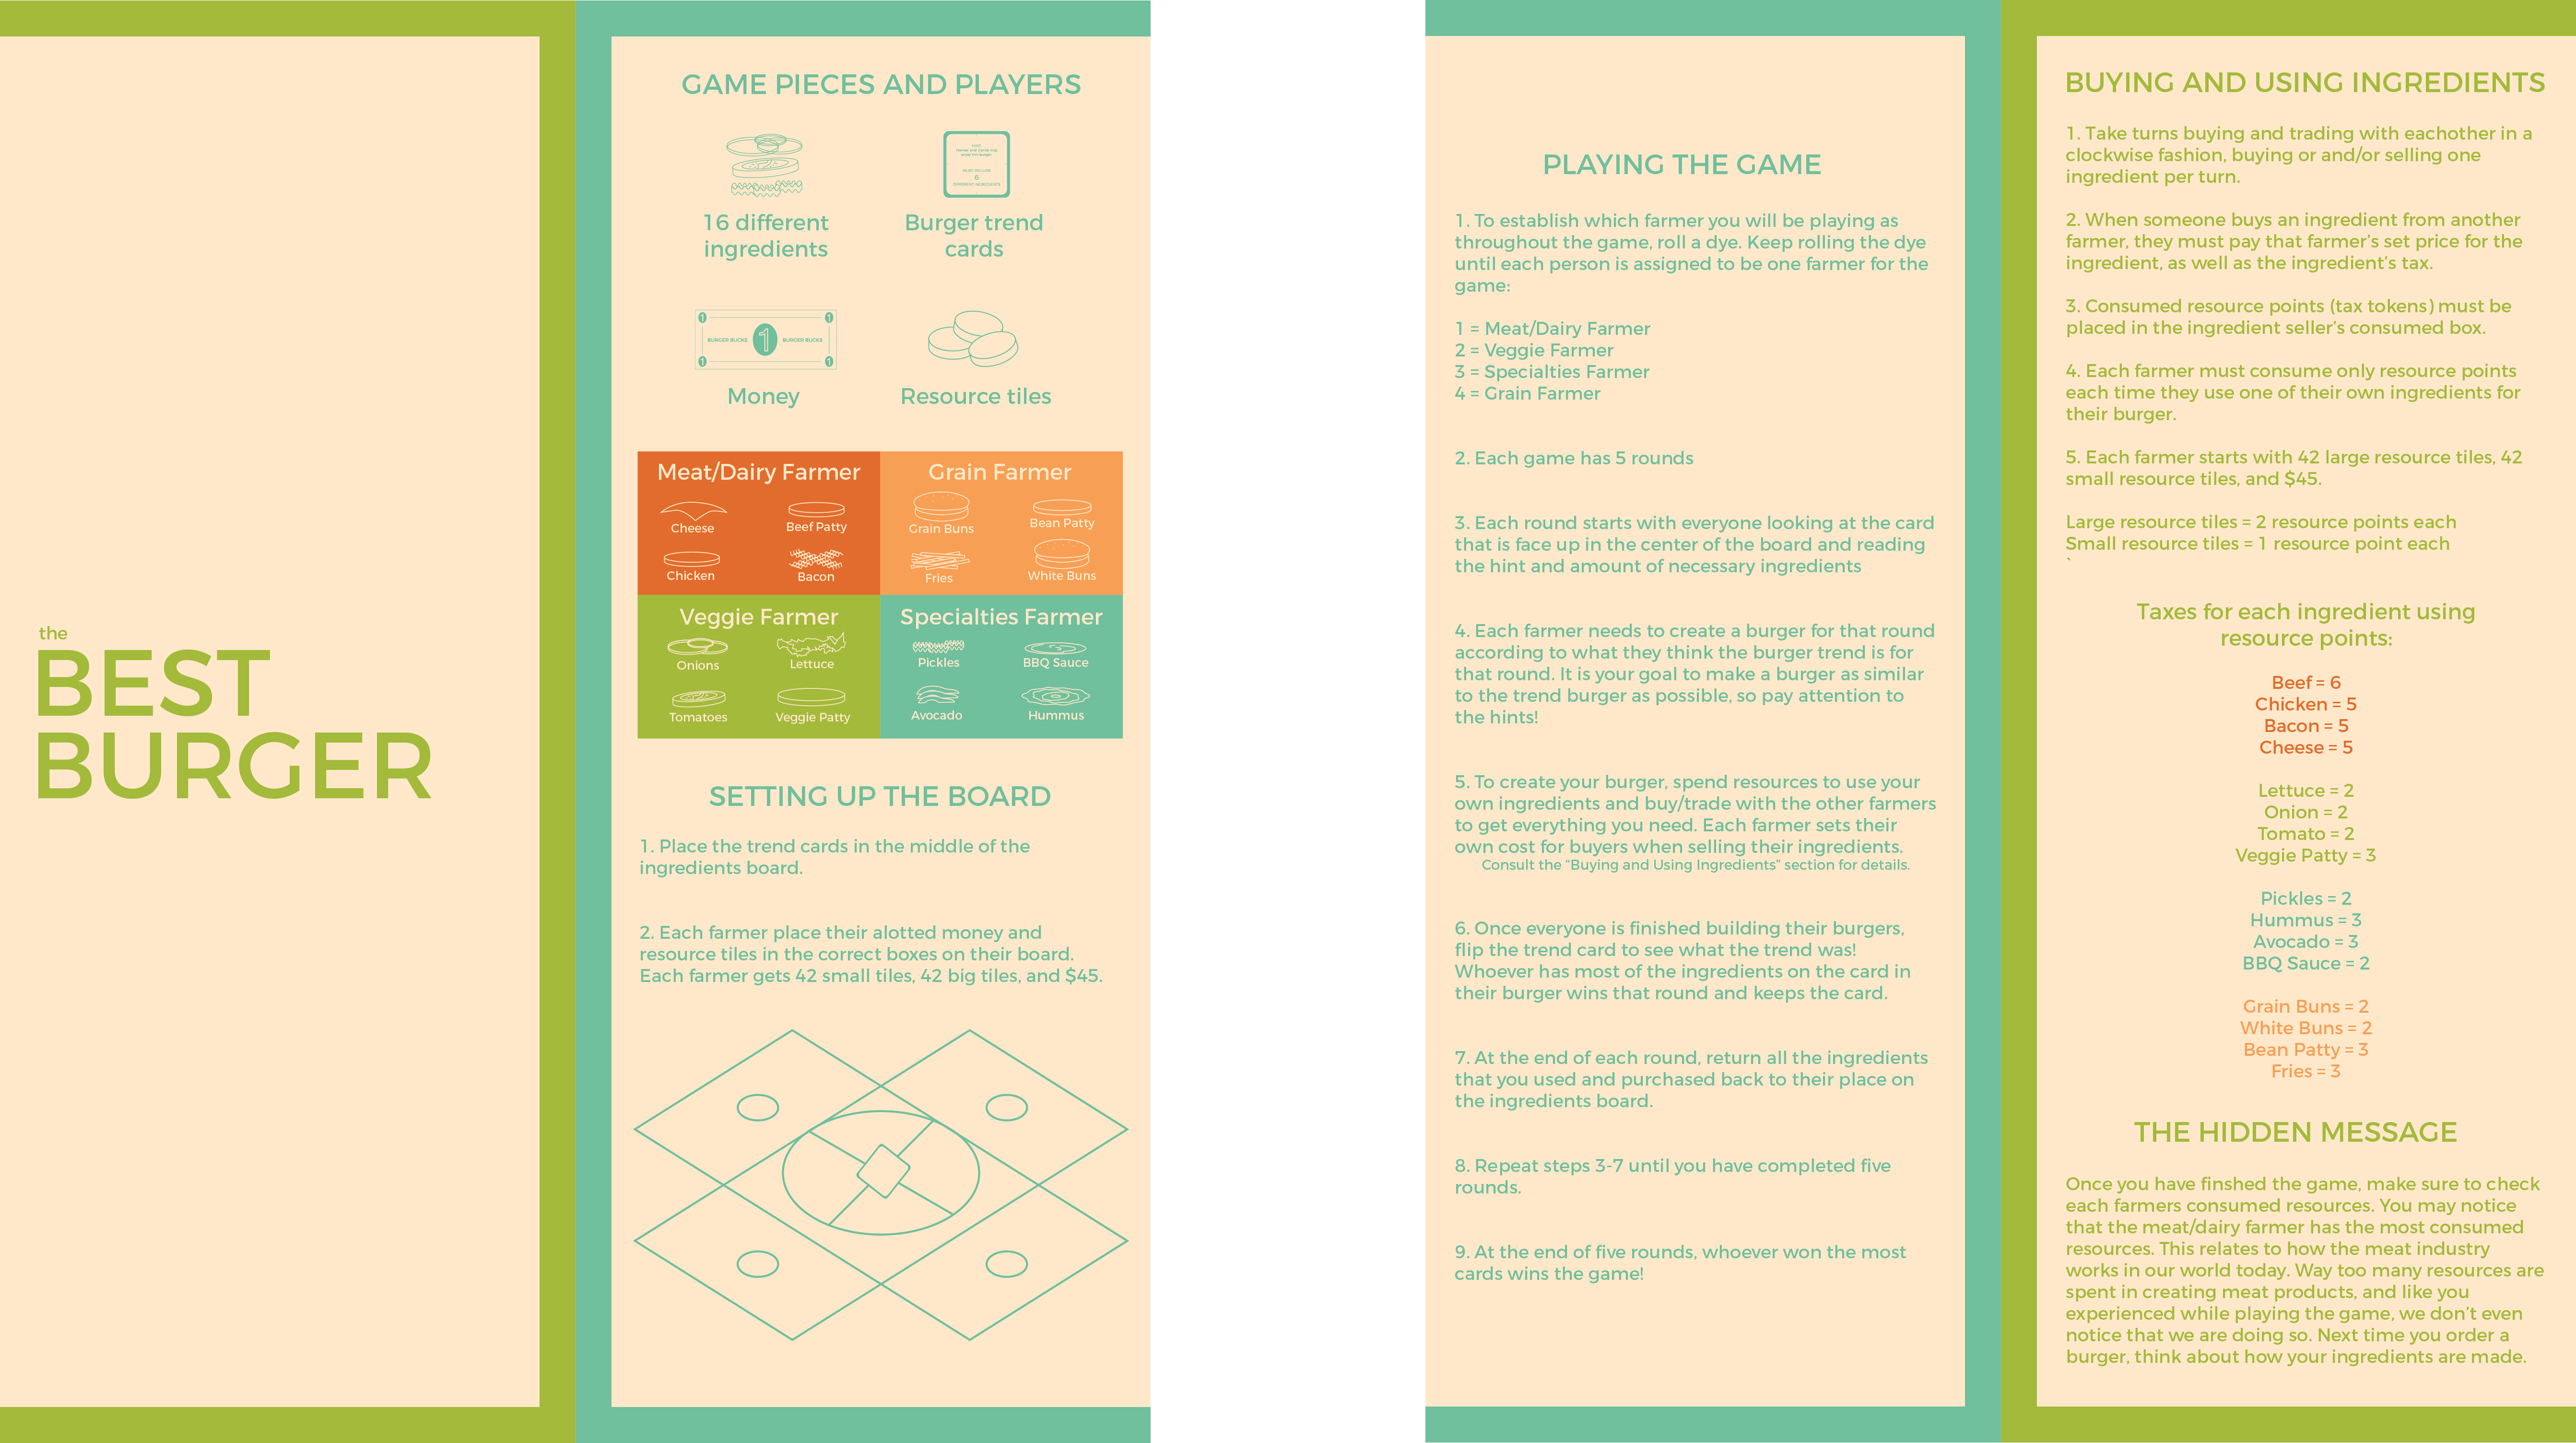 the
BEST
BURGER
GAME PIECES AND PLAYERS
16 different
ingredients
Burger trend
cards
MUST INCLUDE
6
DIFFERENT INGREDIENTS
1
1
BURGER BUCKS
1
BURGER BUCKS
1
1
Money
Resource tiles
Meat/Dairy Farmer
Cheese
Beef Patty
Chicken
Bacon
Grain Farmer
Grain Buns
Bean Patty
Fries
White Buns
Veggie Farmer
Onions
Lettuce
Tomatoes
Veggie Patty
Specialties Farmer
Pickles
BBQ Sauce
Avocado
Hummus
SETTING UP THE BOARD
1. Place the trend cards in the middle of the
ingredients board.
2. Each farmer place their alotted money and
resource tiles in the correct boxes on their board.
Each farmer gets 42 small tiles, 42 big tiles, and $45.
PLAYING THE GAME
1. To establish which farmer you will be playing as
throughout the game, roll a dye. Keep rolling the dye
until each person is assigned to be one farmer for the
game:
1 = Meat/Dairy Farmer
2 = Veggie Farmer
3 = Specialties Farmer
4 = Grain Farmer
2. Each game has 5 rounds
3. Each round starts with everyone looking at the card
that is face up in the center of the board and reading
the hint and amount of necessary ingredients
4. Each farmer needs to create a burger for that round
according to what they think the burger trend is for
that round. It is your goal to make a burger as similar
to the trend burger as possible, so pay attention to
the hints!
5. To create your burger, spend resources to use your
own ingredients and buy/trade with the other farmers
to get everything you need. Each farmer sets their
own cost for buyers when selling their ingredients.
Consult the “Buying and Using Ingredients” section for details.
6. Once everyone is finished building their burgers,
flip the trend card to see what the trend was!
Whoever has most of the ingredients on the card in
their burger wins that round and keeps the card.
7. At the end of each round, return all the ingredients
that you used and purchased back to their place on
the ingredients board.
8. Repeat steps 3-7 until you have completed five
rounds.
9. At the end of five rounds, whoever won the most
cards wins the game!
BUYING AND USING INGREDIENTS
1. Take turns buying and trading with eachother in a
clockwise fashion, buying or and/or selling one
ingredient per turn.
2. When someone buys an ingredient from another
farmer, they must pay that farmer’s set price for the
ingredient, as well as the ingredient’s tax.
3. Consumed resource points (tax tokens) must be
placed in the ingredient seller’s consumed box.
4. Each farmer must consume only resource points
each time they use one of their own ingredients for
their burger.
5. Each farmer starts with 42 large resource tiles, 42
small resource tiles, and $45.
Large resource tiles = 2 resource points each
Small resource tiles = 1 resource point each
`
Taxes for each ingredient using
resource points:
Beef = 6
Chicken = 5
Bacon = 5
Cheese = 5
Lettuce = 2
Onion = 2
Tomato = 2
Veggie Patty = 3
Pickles = 2
Hummus = 3
Avocado = 3
BBQ Sauce = 2
Grain Buns = 2
White Buns = 2
Bean Patty = 3
Fries = 3
THE HIDDEN MESSAGE
Once you have finshed the game, make sure to check
each farmers consumed resources. You may notice
that the meat/dairy farmer has the most consumed
resources. This relates to how the meat industry
works in our world today. Way too many resources are
spent in creating meat products, and like you
experienced while playing the game, we don’t even
notice that we are doing so. Next time you order a
burger, think about how your ingredients are made.